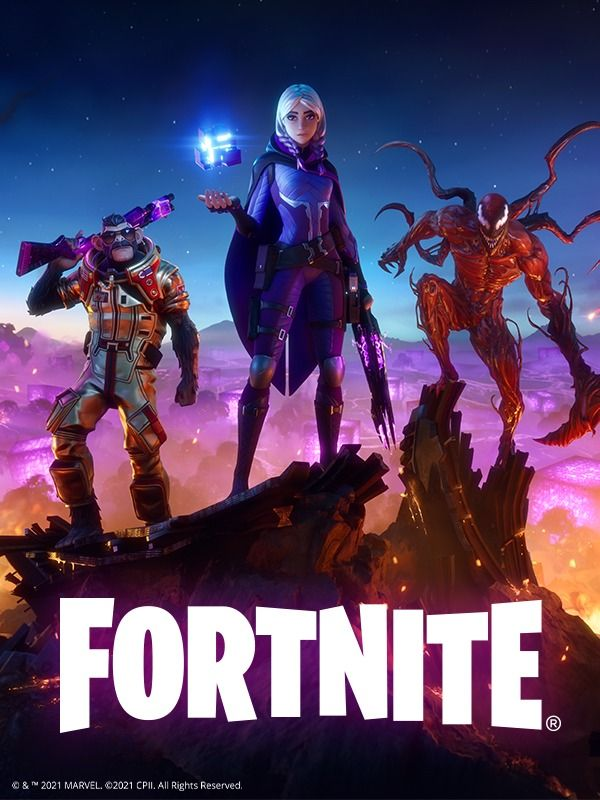 FORTNITE®
© & ™ 2021 MARVEL. ©2021 CPII. All Rights Reserved.